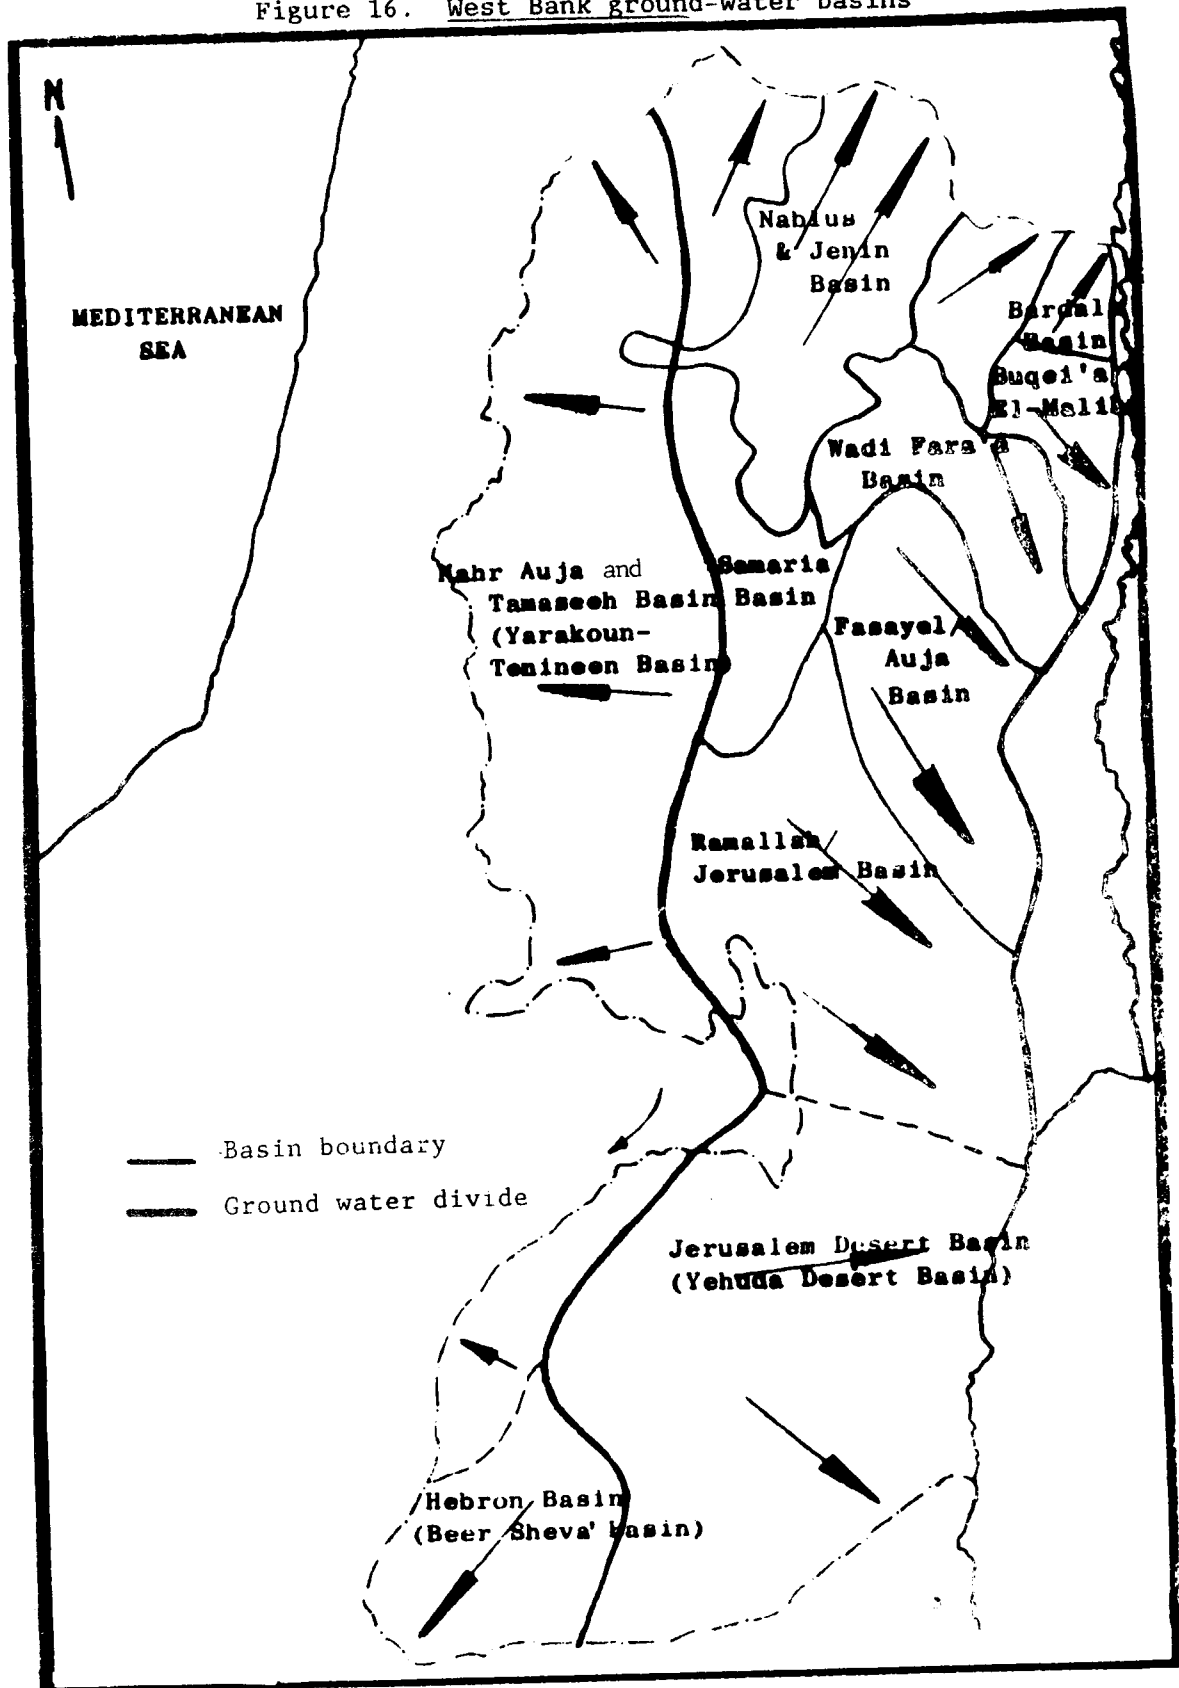 Figure 16. West Bank ground-water basins
N
MEDITERRANEAN
SEA
Nablus
& Jenin
Basin
Bardala
Basin
Buqei'a
El-Malih
Wadi Fara'a
Basin
Nahr Auja and
Tamaseeh Basin
(Yarakoun-
Temineen Basin)
Samaria
Basin
Fasayel/
Auja
Basin
Ramallah/
Jerusalem Basin
Basin boundary
Ground water divide
Jerusalem Desert Basin
(Yehuda Desert Basin)
Hebron Basin
(Beer Sheva' basin)